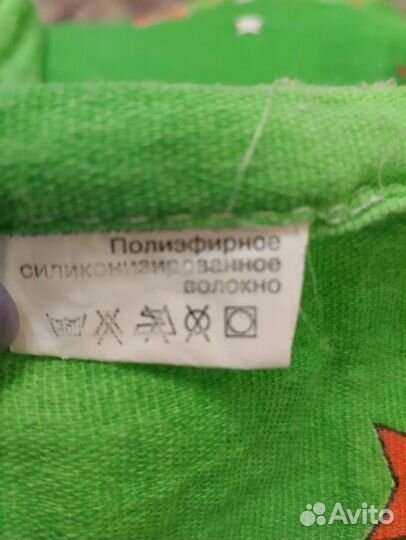 Полиэфирное
силиконизированное
волокно
Avito